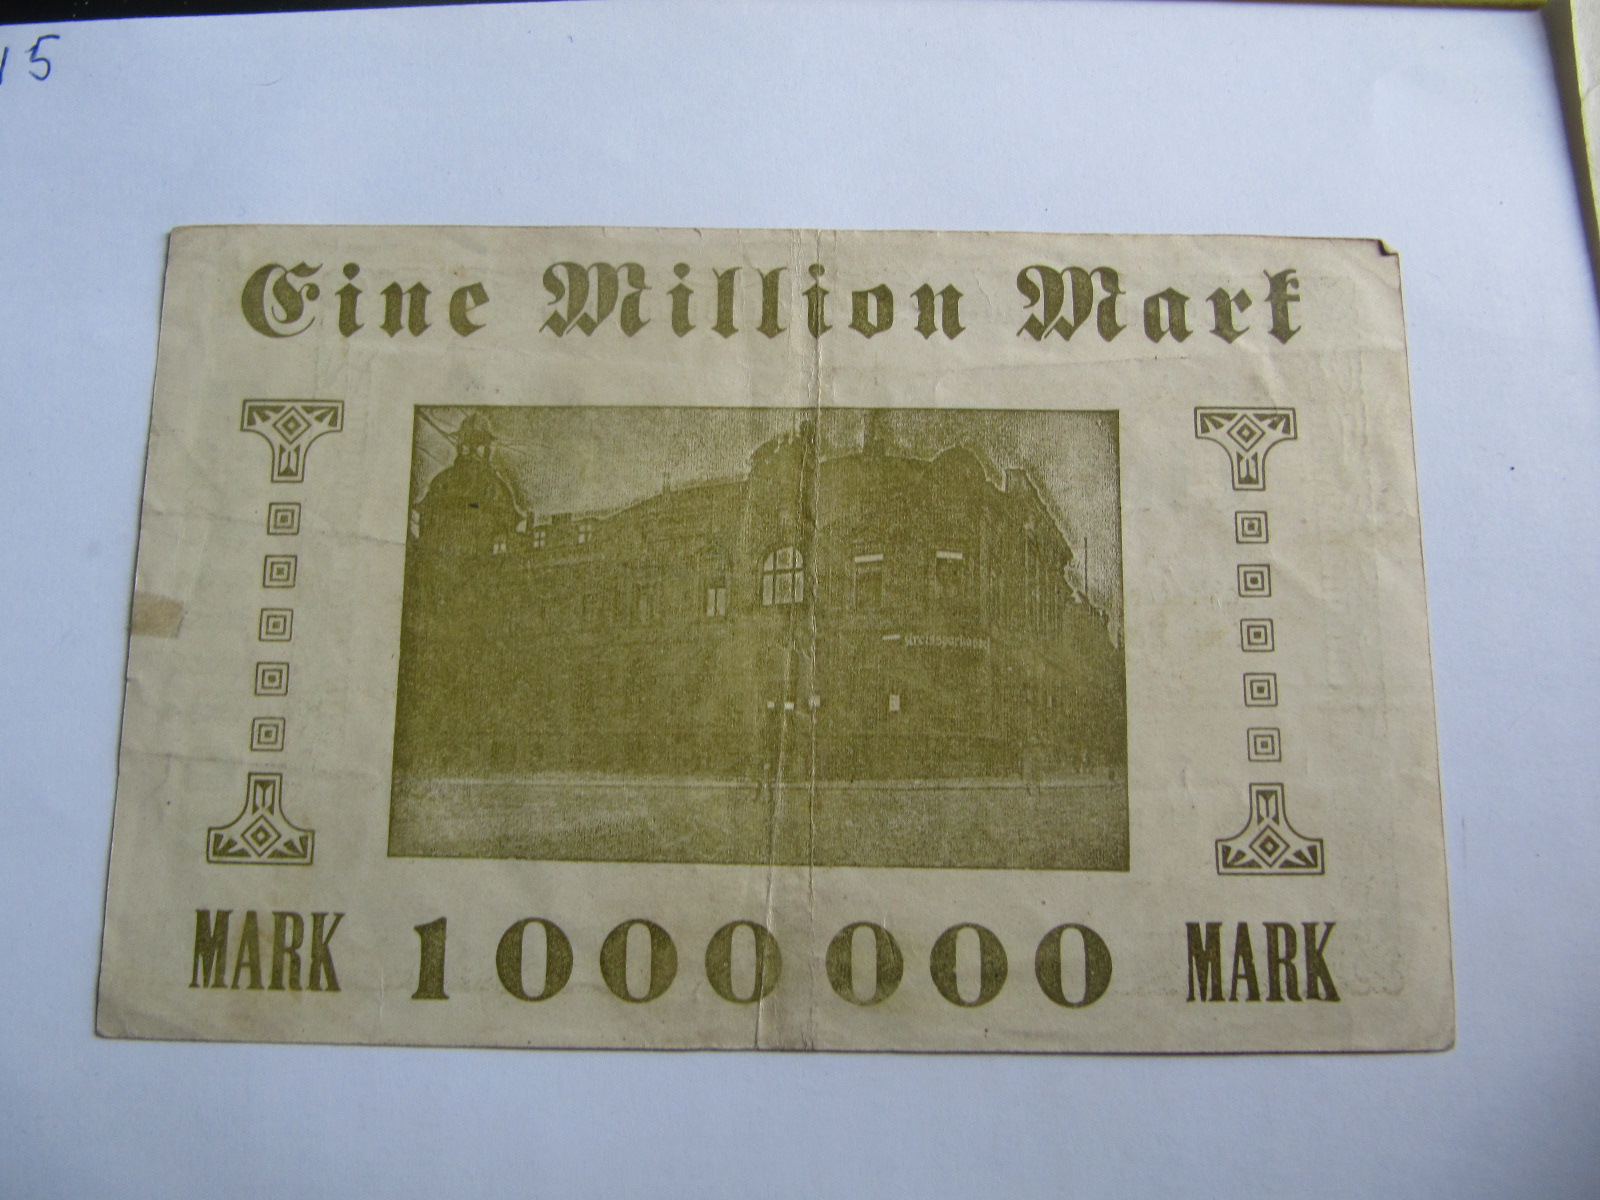 15
Eine Million Mark
Kreissparkasse
MARK 1000000 MARK